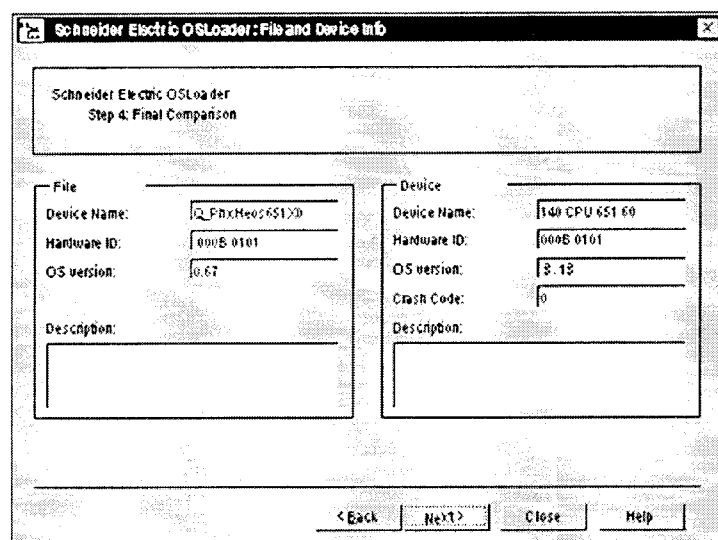 Schneider Electric OSLoader: File and Device Info
Schneider Electric OSLoader
Step 4: Final Comparison
File
Device Name:
Hardware ID: 000B 0101
OS version: 0.67
Description:
Device
Device Name: 140 CPU 651 60
Hardware ID: 000B 0101
OS version:
Crash Code: 0
Description:
< Back
Next >
Close
Help